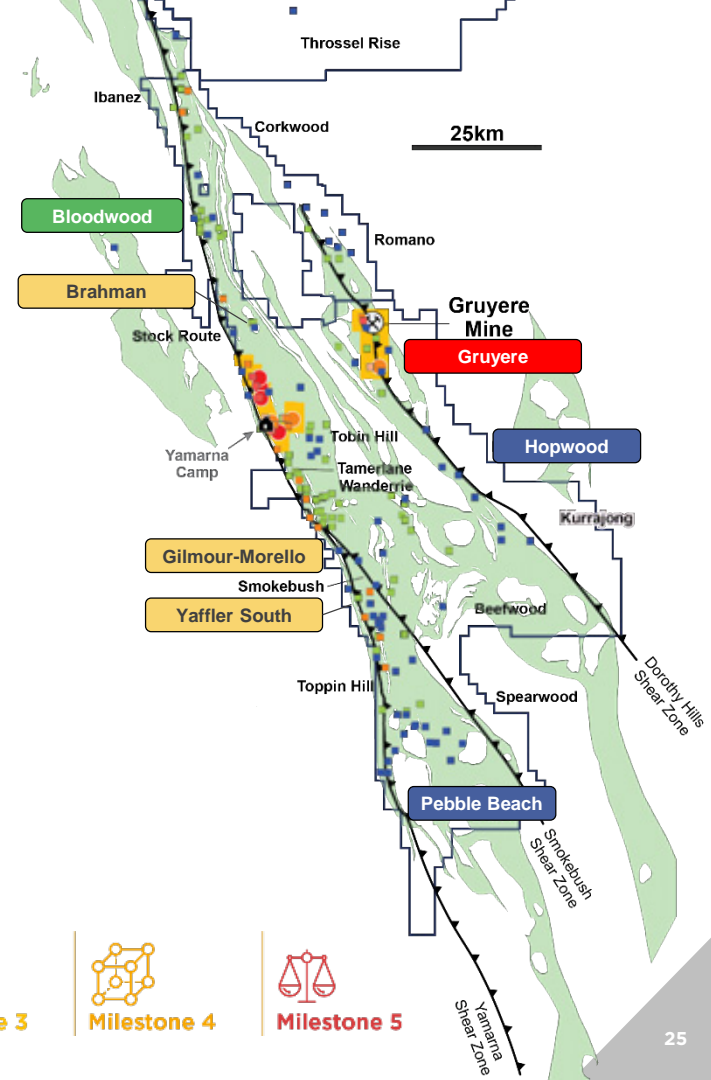 Throssel Rise
Ibanez
Corkwood
25km
Bloodwood
Romano
Brahman
Gruyere
Mine
Stock Route
Gruyere
Tobin Hill
Hopwood
Yamarna
Camp
Tamerlane
Wanderrie
Kurrajong
Gilmour-Morello
Smokebush
Yaffler South
Beefwood
Dorothy Hills
Shear Zone
Toppin Hill
Spearwood
Pebble Beach
Smokebush
Shear Zone
e 3
Milestone 4
Milestone 5
Yamarna
Shear Zone
25